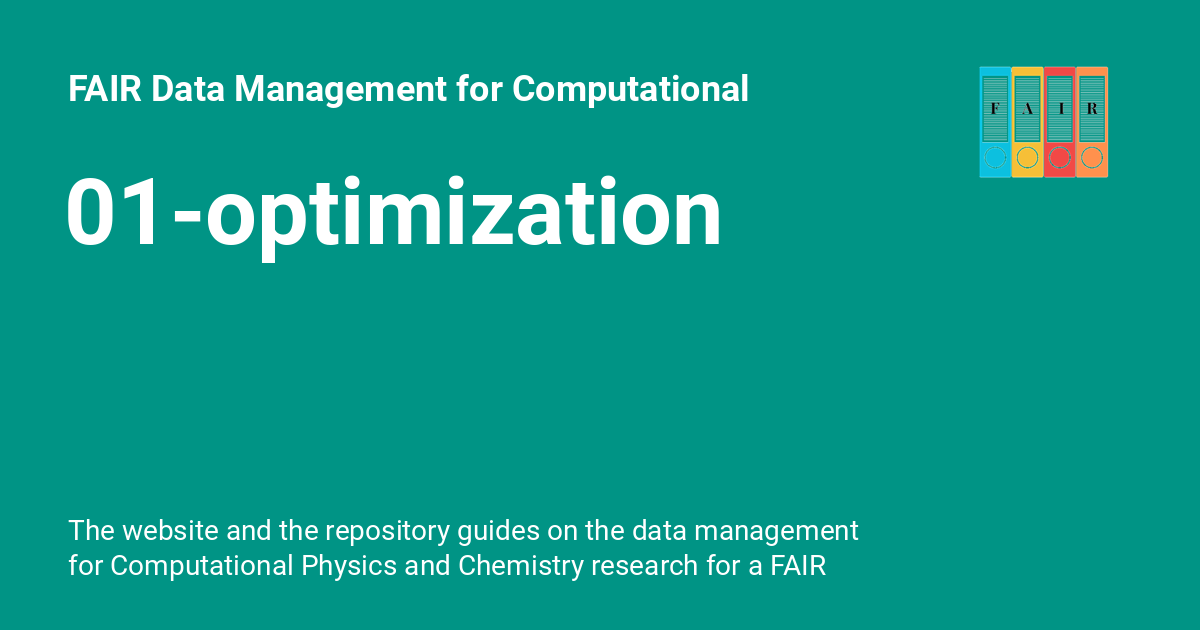 FAIR Data Management for Computational
F A I R
01-optimization
The website and the repository guides on the data management
for Computational Physics and Chemistry research for a FAIR